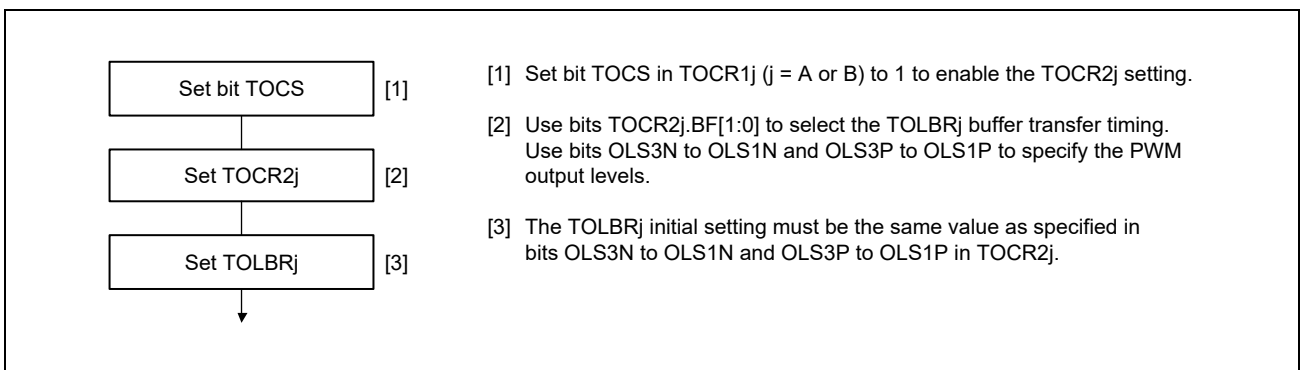 Set bit TOCS [1]
Set TOCR2j [2]
Set TOLBRj [3]
[1] Set bit TOCS in TOCR1j (j = A or B) to 1 to enable the TOCR2j setting.
[2] Use bits TOCR2j.BF[1:0] to select the TOLBRj buffer transfer timing.
Use bits OLS3N to OLS1N and OLS3P to OLS1P to specify the PWM
output levels.
[3] The TOLBRj initial setting must be the same value as specified in
bits OLS3N to OLS1N and OLS3P to OLS1P in TOCR2j.